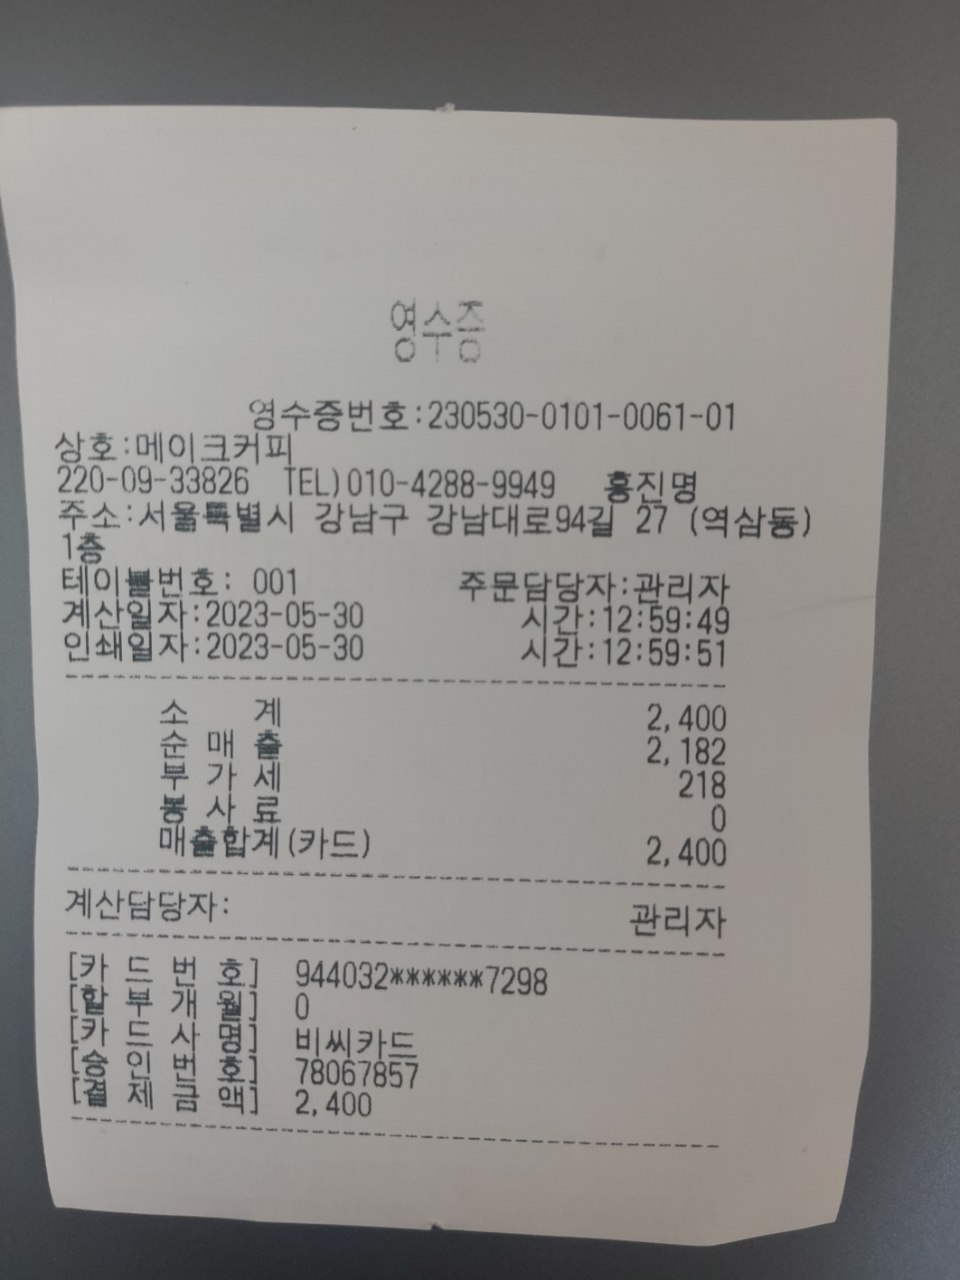 영수증
영수증번호:230530-0101-0061-01
상호:메이크커피
220-09-33826 TEL)010-4288-9949 홍진명
주소:서울특별시 강남구 강남대로94길 27 (역삼동)
1층
테이블번호: 001 주문담당자:관리자
계산일자:2023-05-30 시간:12:59:49
인쇄일자:2023-05-30 시간:12:59:51
소 계 2,400
순 매 출 2,182
부 가 세 218
봉 사 료 0
매출합계(카드) 2,400
계산담당자: 관리자
[카 드 번 호] 944032******7298
[할 부 개 월] 0
[카 드 사 명] 비씨카드
[승 인 번 호] 78067857
[결 제 금 액] 2,400